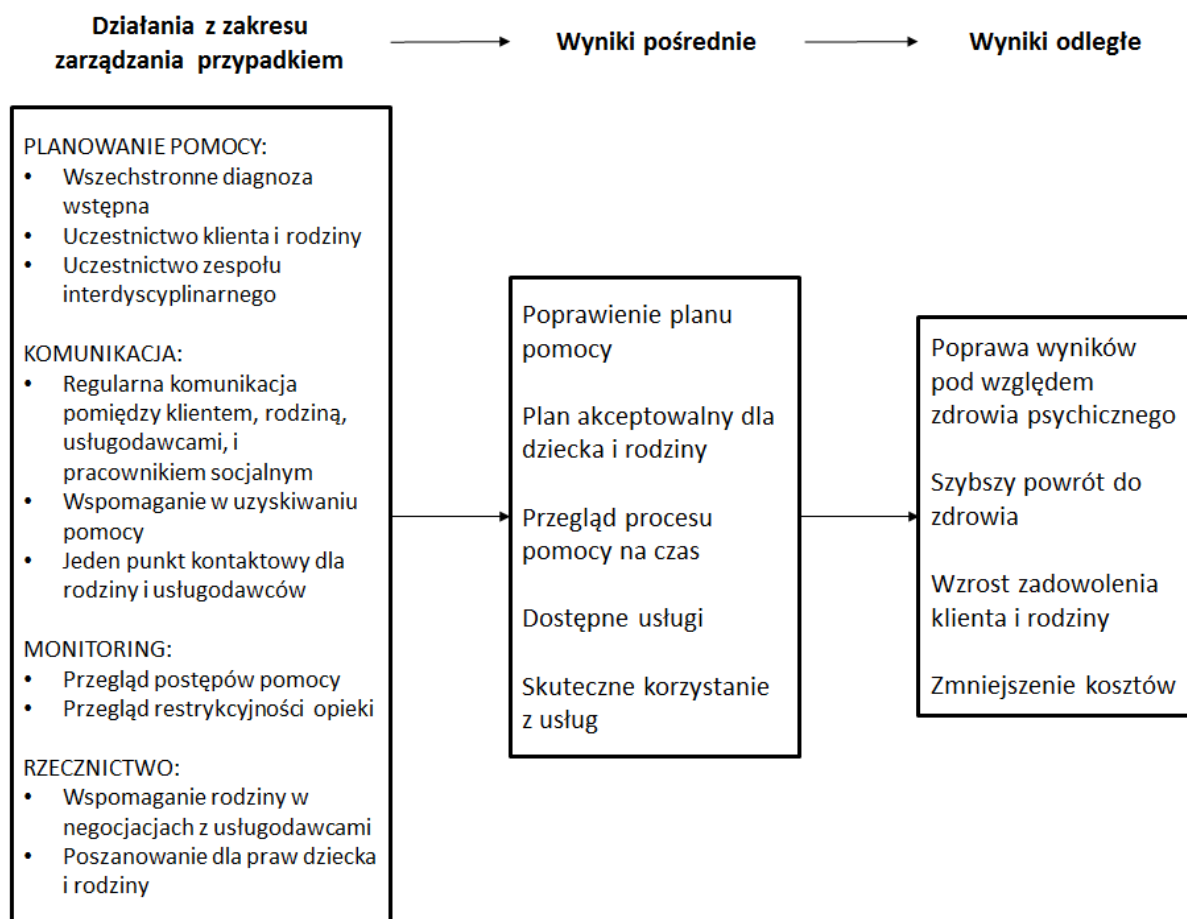 Działania z zakresu
zarządzania przypadkiem
Wyniki pośrednie
Wyniki odległe
PLANOWANIE POMOCY:
• Wszechstronne diagnoza
wstępna
• Uczestnictwo klienta i rodziny
• Uczestnictwo zespołu
interdyscyplinarnego
KOMUNIKACJA:
• Regularna komunikacja
pomiędzy klientem, rodziną,
usługodawcami, i
pracownikiem socjalnym
• Wspomaganie w uzyskiwaniu
pomocy
• Jeden punkt kontaktowy dla
rodziny i usługodawców
MONITORING:
• Przegląd postępów pomocy
• Przegląd restrykcyjności opieki
RZECZNICTWO:
• Wspomaganie rodziny w
negocjacjach z usługodawcami
• Poszanowanie dla praw dziecka
i rodziny
Poprawienie planu
pomocy
Plan akceptowalny dla
dziecka i rodziny
Przegląd procesu
pomocy na czas
Dostępne usługi
Skuteczne korzystanie
z usług
Poprawa wyników
pod względem
zdrowia psychicznego
Szybszy powrót do
zdrowia
Wzrost zadowolenia
klienta i rodziny
Zmniejszenie kosztów